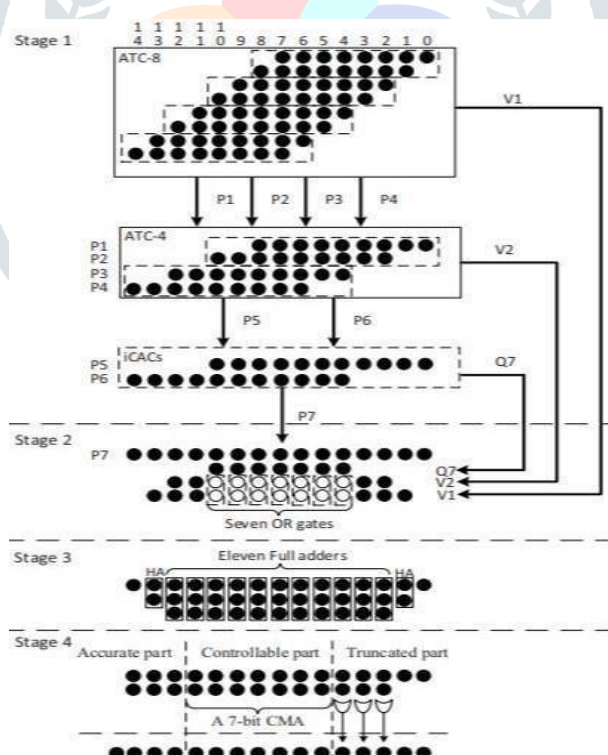 Stage 1
1 1 1 1 1
4 3 2 1 0 9 8 7 6 5 4 3 2 1 0
ATC-8
V1
P1 P2 P3 P4
ATC-4
V2
P1
P2
P3
P4
P5 P6
iCACs
Q7
P5
P6
P7
Stage 2
P7
Q7
V2
V1
Seven OR gates
Stage 3
Eleven Full adders
HA HA
Stage 4
Accurate part Controllable part Truncated part
A 7-bit CMA